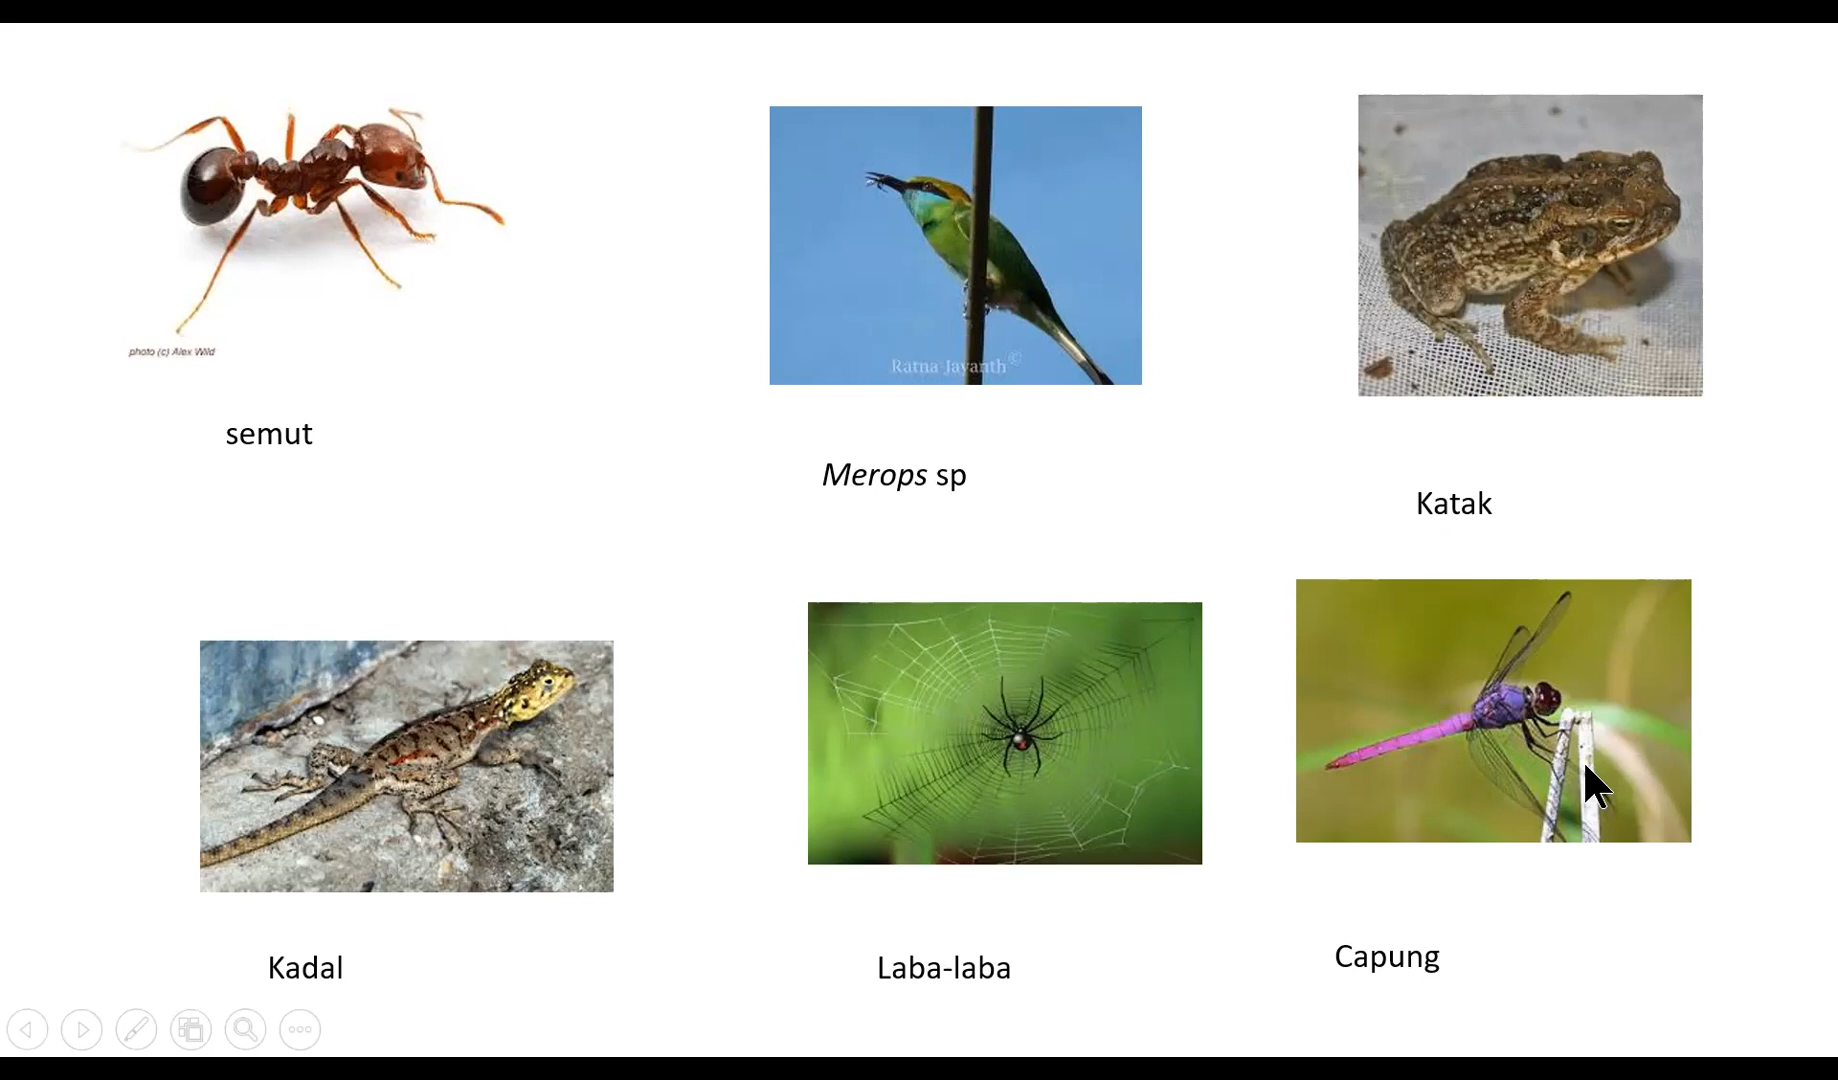 photo (c) Alex Wild
Ratna Jayanth©
semut
Merops sp
Katak
Kadal
Laba-laba
Capung